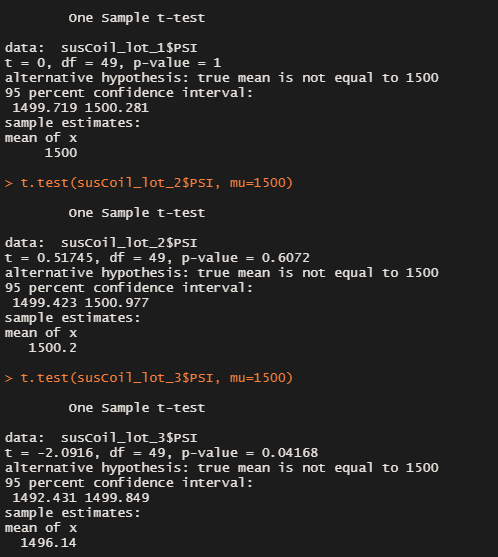 One Sample t-test
data:  susCoil_lot_1$PSI
t = 0, df = 49, p-value = 1
alternative hypothesis: true mean is not equal to 1500
95 percent confidence interval:
 1499.719 1500.281
sample estimates:
mean of x
     1500
> t.test(susCoil_lot_2$PSI, mu=1500)
One Sample t-test
data:  susCoil_lot_2$PSI
t = 0.51745, df = 49, p-value = 0.6072
alternative hypothesis: true mean is not equal to 1500
95 percent confidence interval:
 1499.423 1500.977
sample estimates:
mean of x
   1500.2
> t.test(susCoil_lot_3$PSI, mu=1500)
One Sample t-test
data:  susCoil_lot_3$PSI
t = -2.0916, df = 49, p-value = 0.04168
alternative hypothesis: true mean is not equal to 1500
95 percent confidence interval:
 1492.431 1499.849
sample estimates:
mean of x
  1496.14